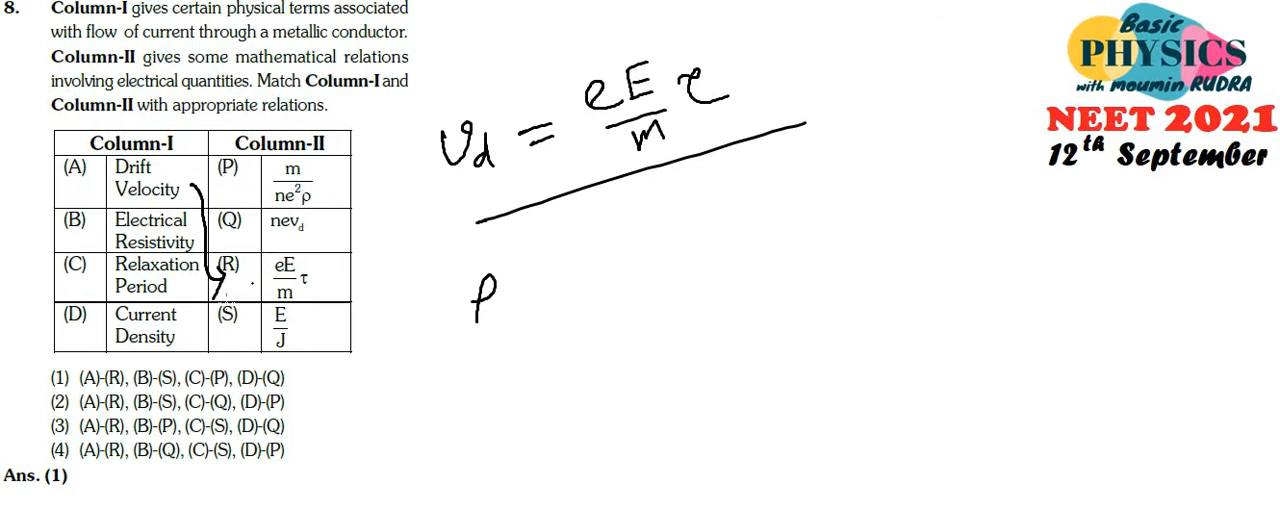 8. Column-I gives certain physical terms associated
with flow of current through a metallic conductor.
Column-II gives some mathematical relations
involving electrical quantities. Match Column-I and
Column-II with appropriate relations.
Column-I Column-II
(A) Drift Velocity (P) m/ne²ρ
(B) Electrical Resistivity (Q) nev_d
(C) Relaxation Period (R) eE/m τ
(D) Current Density (S) E/J
(1) (A)-(R), (B)-(S), (C)-(P), (D)-(Q)
(2) (A)-(R), (B)-(S), (C)-(Q), (D)-(P)
(3) (A)-(R), (B)-(P), (C)-(S), (D)-(Q)
(4) (A)-(R), (B)-(Q), (C)-(S), (D)-(P)
Ans. (1)
v_d = eE/m τ
ρ
Basic
PHYSICS
with moumin RUDRA
NEET 2021
12th September